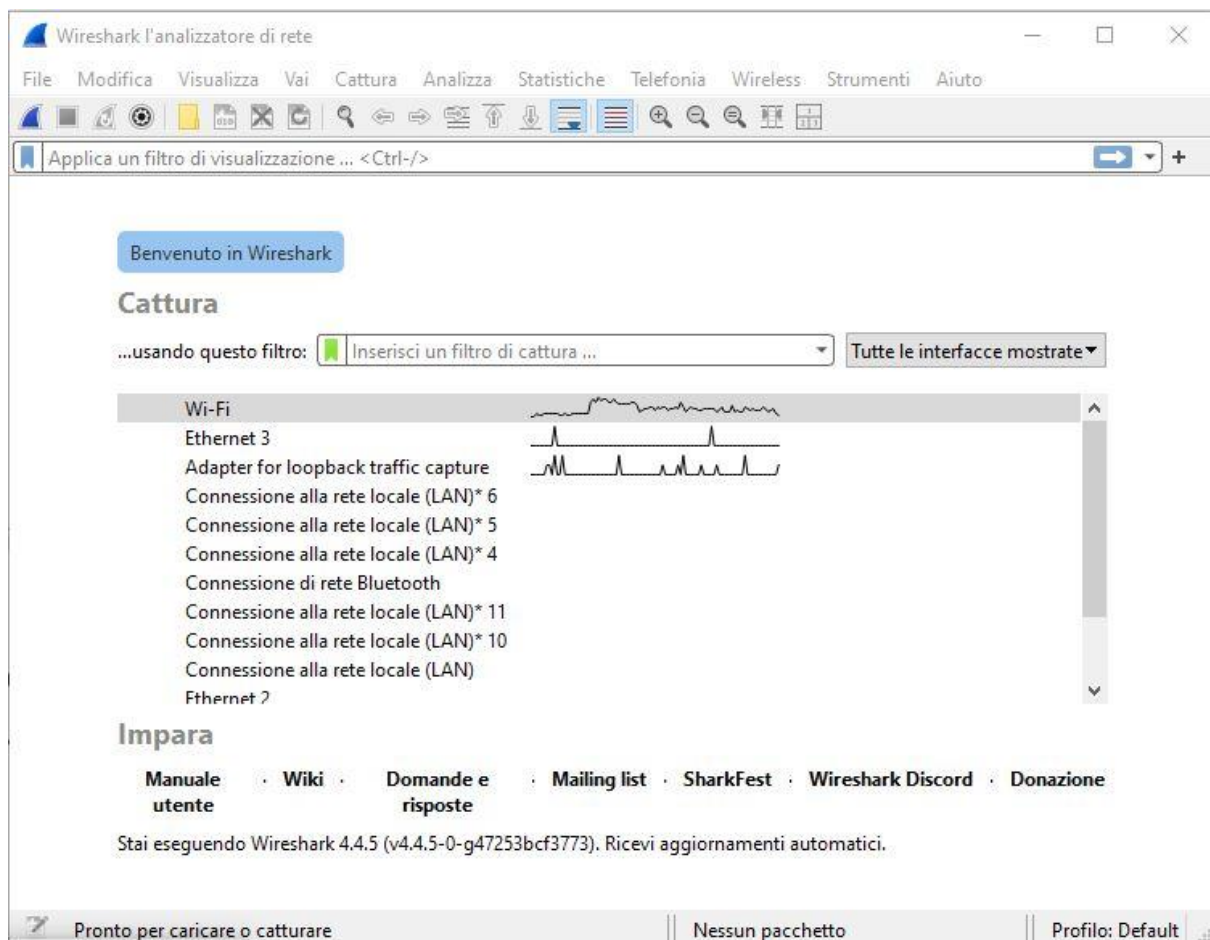 Wireshark l'analizzatore di rete
File Modifica Visualizza Vai Cattura Analizza Statistiche Telefonia Wireless Strumenti Aiuto
Applica un filtro di visualizzazione ... <Ctrl-/>
Benvenuto in Wireshark
Cattura
...usando questo filtro: Inserisci un filtro di cattura ... Tutte le interfacce mostrate
Wi-Fi
Ethernet 3
Adapter for loopback traffic capture
Connessione alla rete locale (LAN)* 6
Connessione alla rete locale (LAN)* 5
Connessione alla rete locale (LAN)* 4
Connessione di rete Bluetooth
Connessione alla rete locale (LAN)* 11
Connessione alla rete locale (LAN)* 10
Connessione alla rete locale (LAN)
Ethernet 2
Impara
Manuale utente · Wiki · Domande e risposte · Mailing list · SharkFest · Wireshark Discord · Donazione
Stai eseguendo Wireshark 4.4.5 (v4.4.5-0-g47253bcf3773). Ricevi aggiornamenti automatici.
Pronto per caricare o catturare Nessun pacchetto Profilo: Default